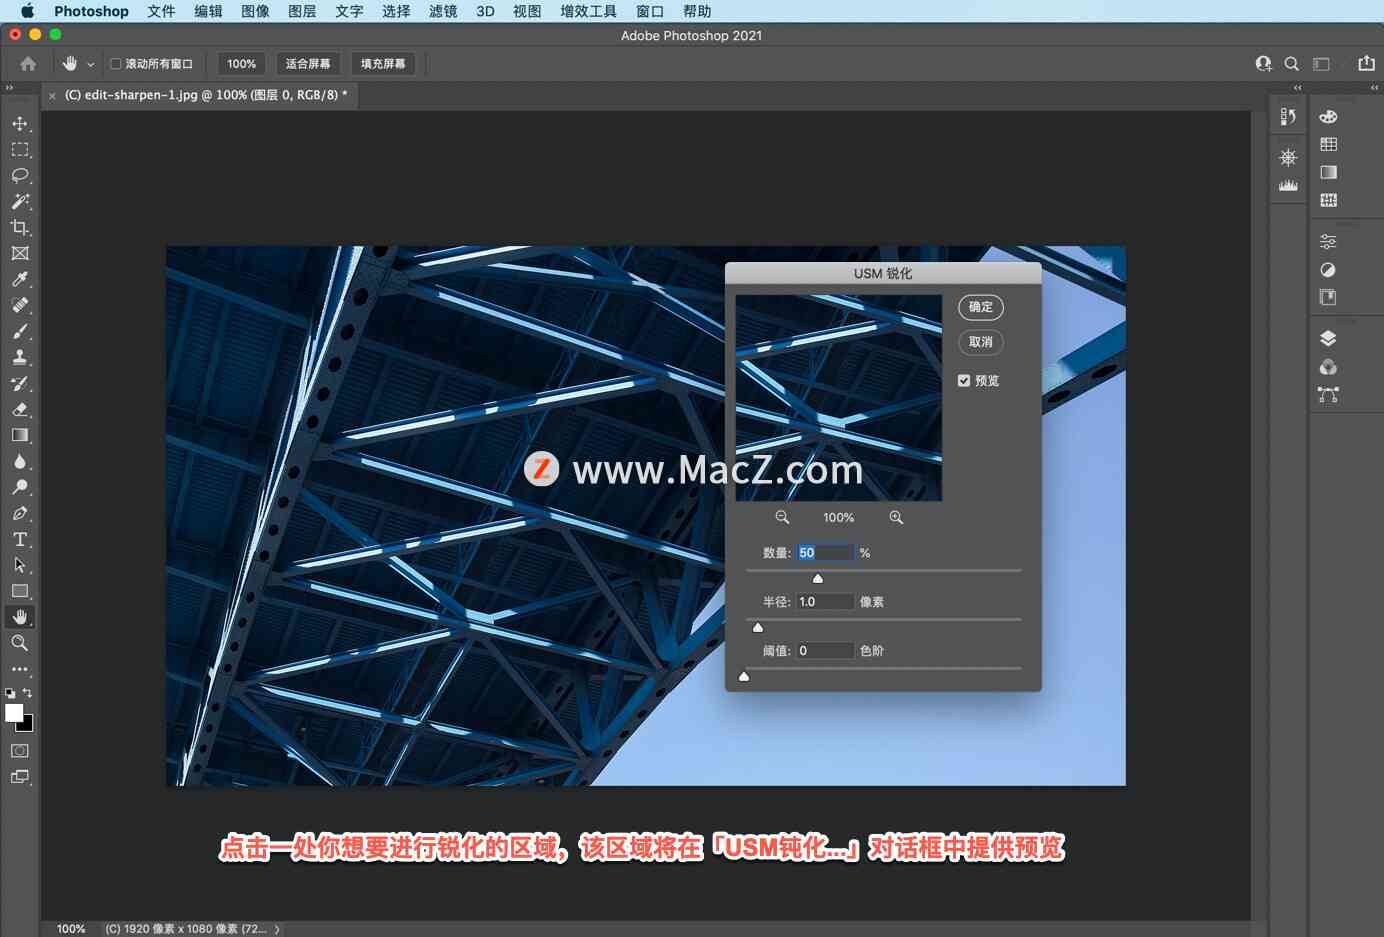 Photoshop 文件 编辑 图像 图层 文字 选择 滤镜 3D 视图 增效工具 窗口 帮助
Adobe Photoshop 2021
滚动所有窗口 100% 适合屏幕 填充屏幕
× (C) edit-sharpen-1.jpg @ 100% (图层 0, RGB/8) *
USM 锐化
确定
取消
预览
Z www.MacZ.com
100%
数量: 50 %
半径: 1.0 像素
阈值: 0 色阶
点击一处你想要进行锐化的区域，该区域将在「USM钝化...」对话框中提供预览
100% (C) 1920 像素 x 1080 像素 (72...